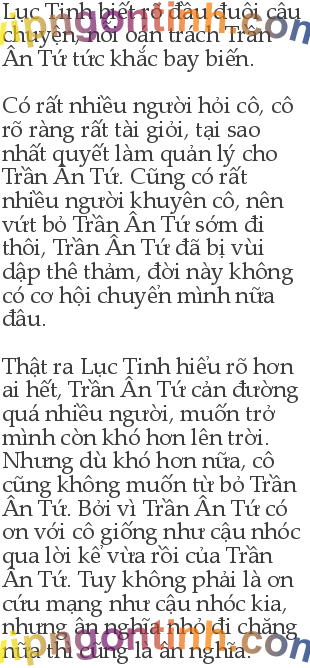 Lục Tinh biết rõ đầu đuôi câu
chuyện, nỗi oán trách Trần
Ân Tứ tức khắc bay biến.
Có rất nhiều người hỏi cô, cô
rõ ràng rất tài giỏi, tại sao
nhất quyết làm quản lý cho
Trần Ân Tứ. Cũng có rất
nhiều người khuyên cô, nên
vứt bỏ Trần Ân Tứ sớm đi
thôi, Trần Ân Tứ đã bị vùi
dập thê thảm, đời này không
có cơ hội chuyển mình nữa
đâu.
Thật ra Lục Tinh hiểu rõ hơn
ai hết, Trần Ân Tứ cản đường
quá nhiều người, muốn trở
mình còn khó hơn lên trời.
Nhưng dù khó hơn nữa, cô
cũng không muốn từ bỏ Trần
Ân Tứ. Bởi vì Trần Ân Tứ có
ơn với cô giống như cậu nhóc
qua lời kể vừa rồi của Trần
Ân Tứ. Tuy không phải là ơn
cứu mạng như cậu nhóc kia,
nhưng ân nghĩa nhỏ đi chăng
nữa thì cũng là ân nghĩa.
vipngontinh.com